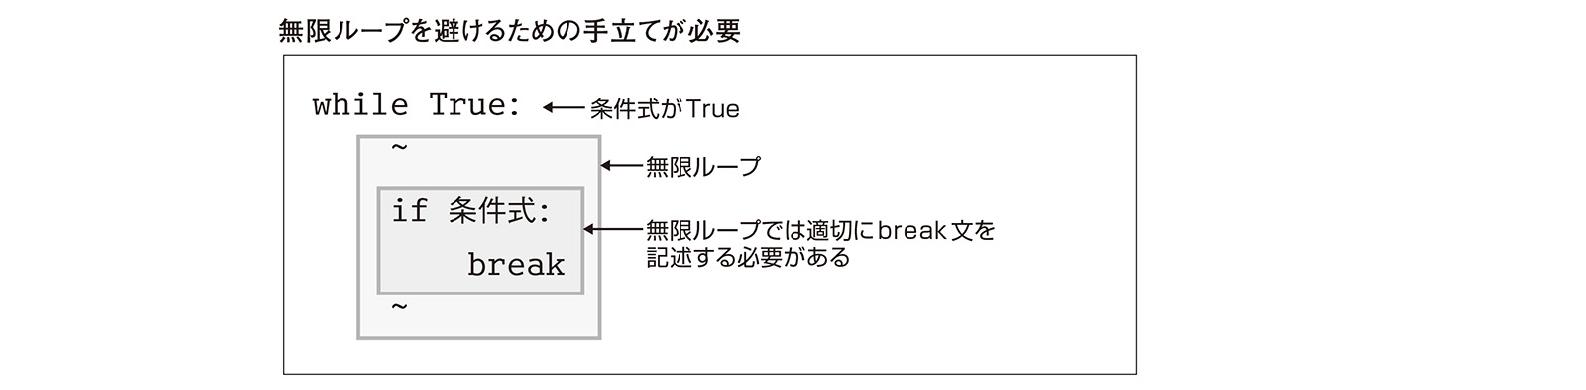 無限ループを避けるための手立てが必要
while True:
条件式がTrue
~
無限ループ
if 条件式:
無限ループでは適切にbreak文を
記述する必要がある
break
~